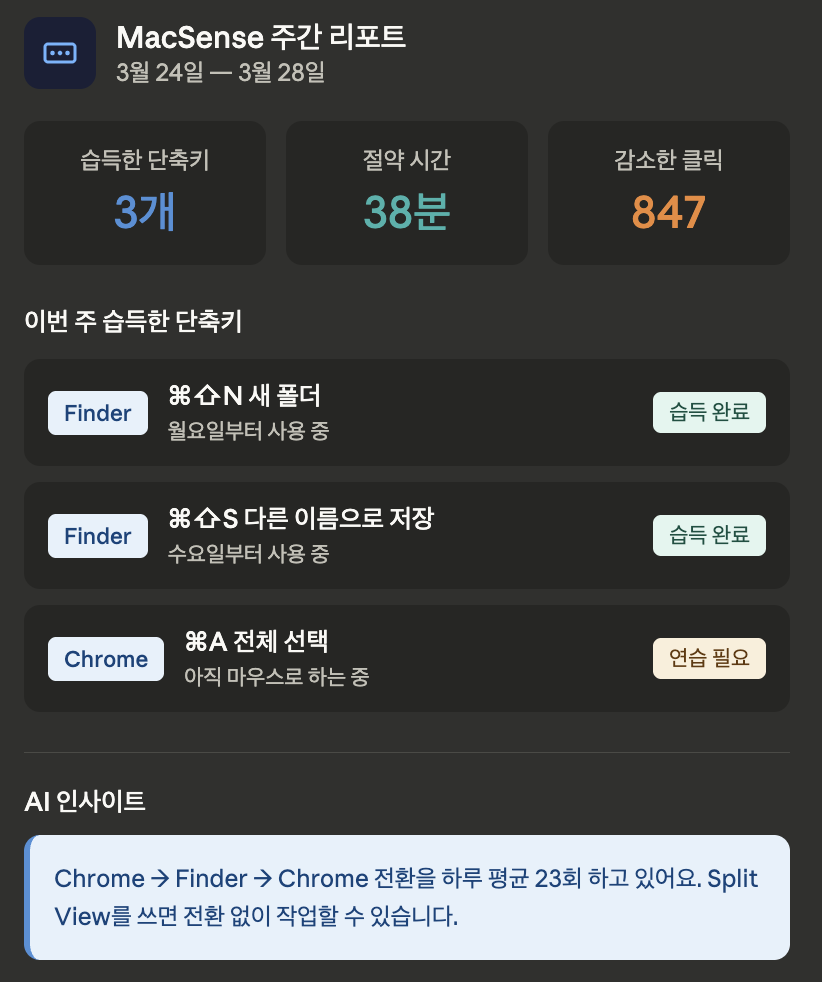 MacSense 주간 리포트
3월 24일 — 3월 28일
습득한 단축키
3개
절약 시간
38분
감소한 클릭
847
이번 주 습득한 단축키
Finder
⌘⇧N 새 폴더
월요일부터 사용 중
습득 완료
Finder
⌘⇧S 다른 이름으로 저장
수요일부터 사용 중
습득 완료
Chrome
⌘A 전체 선택
아직 마우스로 하는 중
연습 필요
AI 인사이트
Chrome → Finder → Chrome 전환을 하루 평균 23회 하고 있어요. Split
View를 쓰면 전환 없이 작업할 수 있습니다.